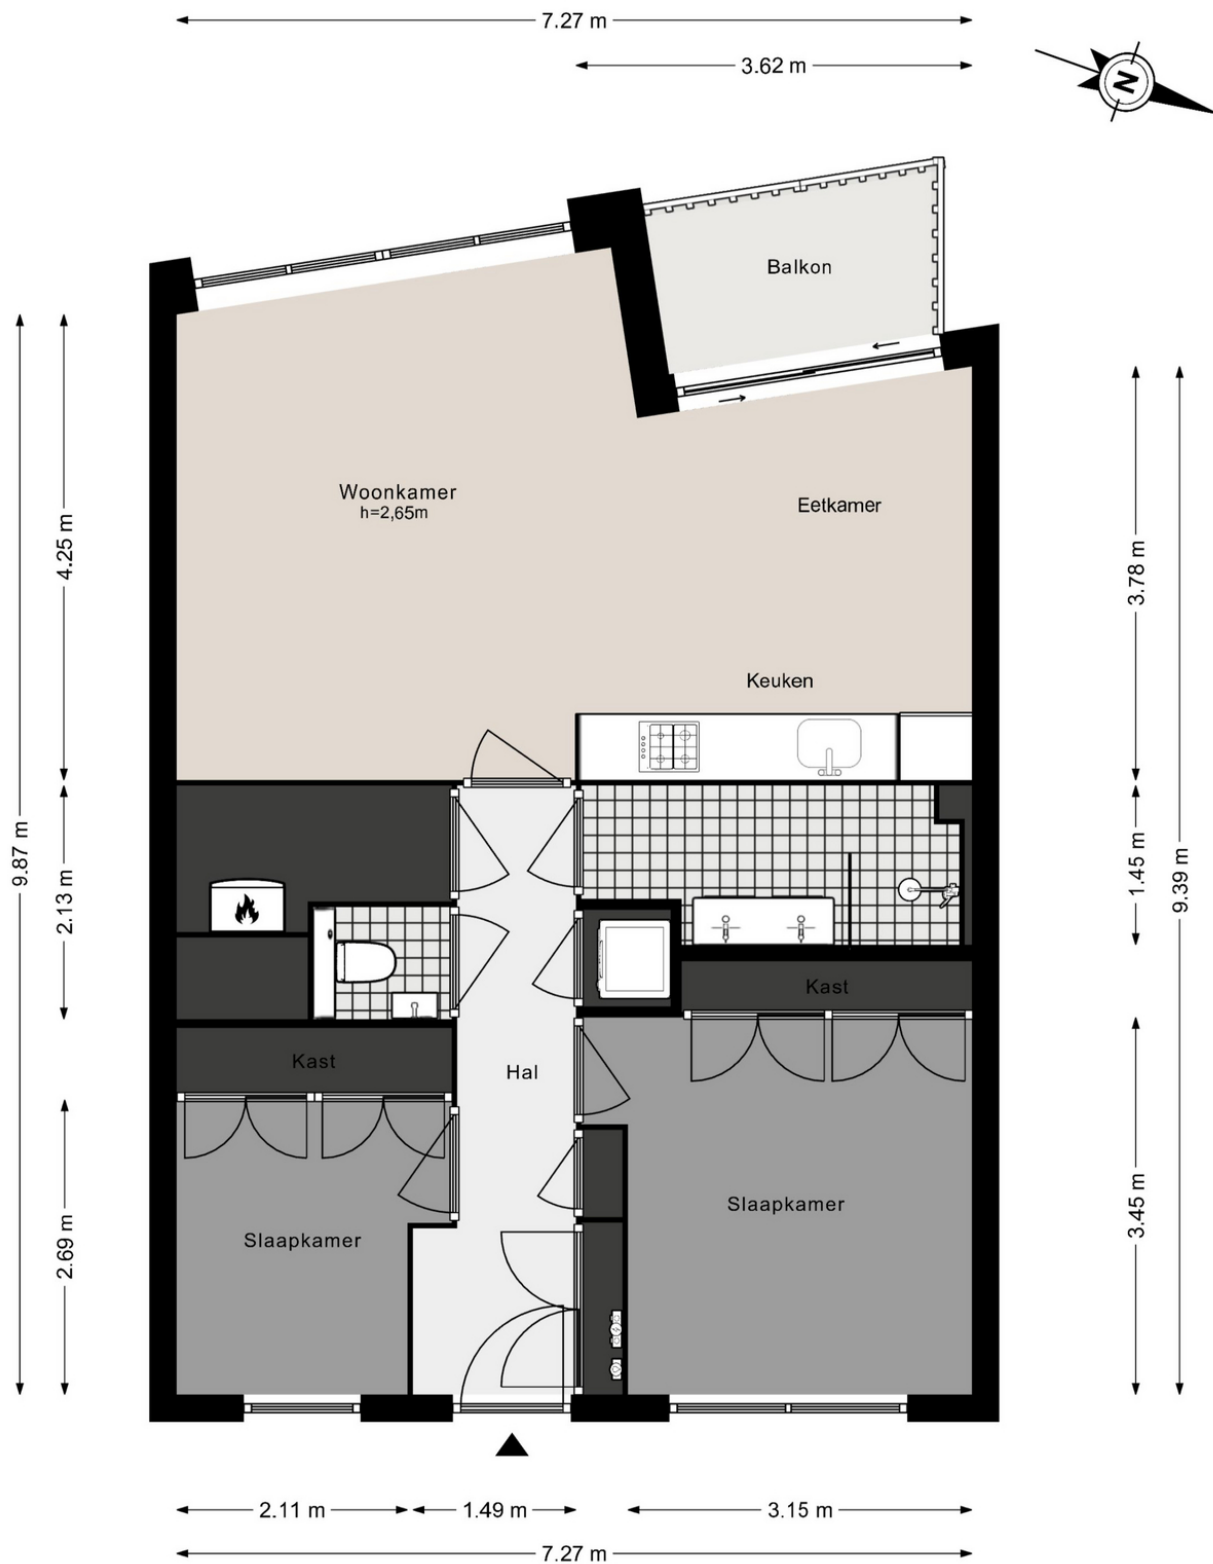 7.27 m
3.62 m
N
Balkon
Woonkamer
h=2,65m
Eetkamer
4.25 m
3.78 m
Keuken
9.87 m
2.13 m
1.45 m
9.39 m
Kast
Kast
Hal
Slaapkamer
Slaapkamer
2.69 m
3.45 m
2.11 m
1.49 m
3.15 m
7.27 m